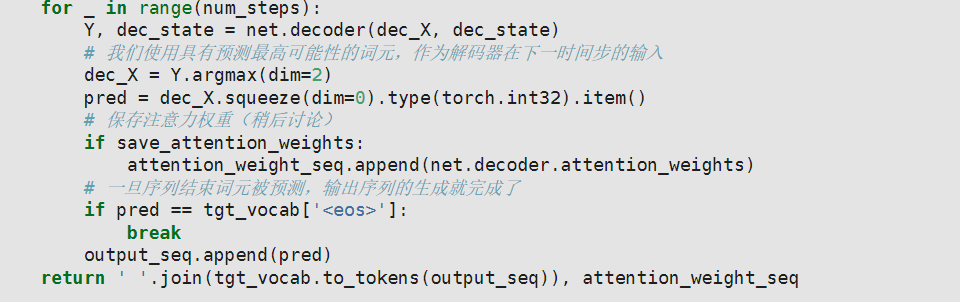 for _ in range(num_steps):
    Y, dec_state = net.decoder(dec_X, dec_state)
    # 我们使用具有预测最高可能性的词元，作为解码器在下一时间步的输入
    dec_X = Y.argmax(dim=2)
    pred = dec_X.squeeze(dim=0).type(torch.int32).item()
    # 保存注意力权重（稍后讨论）
    if save_attention_weights:
        attention_weight_seq.append(net.decoder.attention_weights)
    # 一旦序列结束词元被预测，输出序列的生成就完成了
    if pred == tgt_vocab['<eos>']:
        break
    output_seq.append(pred)
return ' '.join(tgt_vocab.to_tokens(output_seq)), attention_weight_seq